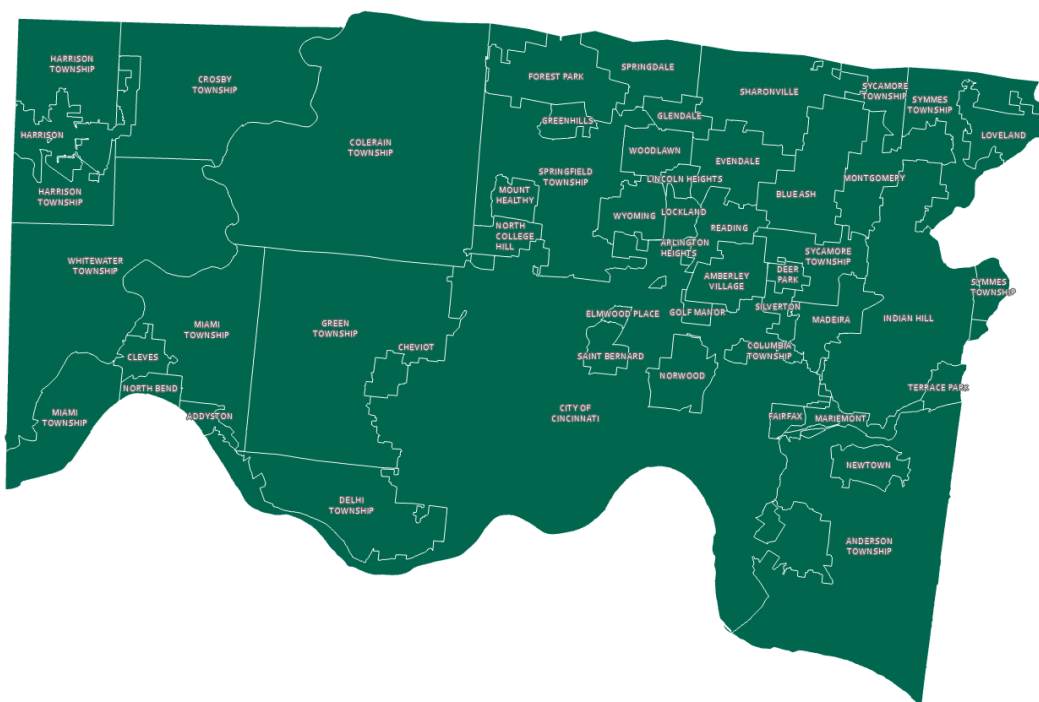 HARRISON
TOWNSHIP
CROSBY
TOWNSHIP
HARRISON
HARRISON
TOWNSHIP
COLERAIN
TOWNSHIP
FOREST PARK
SPRINGDALE
SHARONVILLE
SYCAMORE
TOWNSHIP
SYMMES
TOWNSHIP
LOVELAND
GREENHILLS
GLENDALE
WOODLAWN
EVENDALE
SPRINGFIELD
TOWNSHIP
LINCOLN HEIGHTS
MONTGOMERY
BLUE ASH
MOUNT
HEALTHY
WYOMING
LOCKLAND
READING
NORTH
COLLEGE
HILL
ARLINGTON
HEIGHTS
SYCAMORE
TOWNSHIP
WHITEWATER
TOWNSHIP
AMBERLEY
VILLAGE
DEER
PARK
SYMMES
TOWNSHIP
MIAMI
TOWNSHIP
GREEN
TOWNSHIP
ELMWOOD PLACE
GOLF MANOR
SILVERTON
MADEIRA
INDIAN HILL
CLEVES
CHEVIOT
SAINT BERNARD
COLUMBIA
TOWNSHIP
NORTH BEND
NORWOOD
TERRACE PARK
MIAMI
TOWNSHIP
ADDYSTON
CITY OF
CINCINNATI
FAIRFAX
MARIEMONT
NEWTOWN
DELHI
TOWNSHIP
ANDERSON
TOWNSHIP